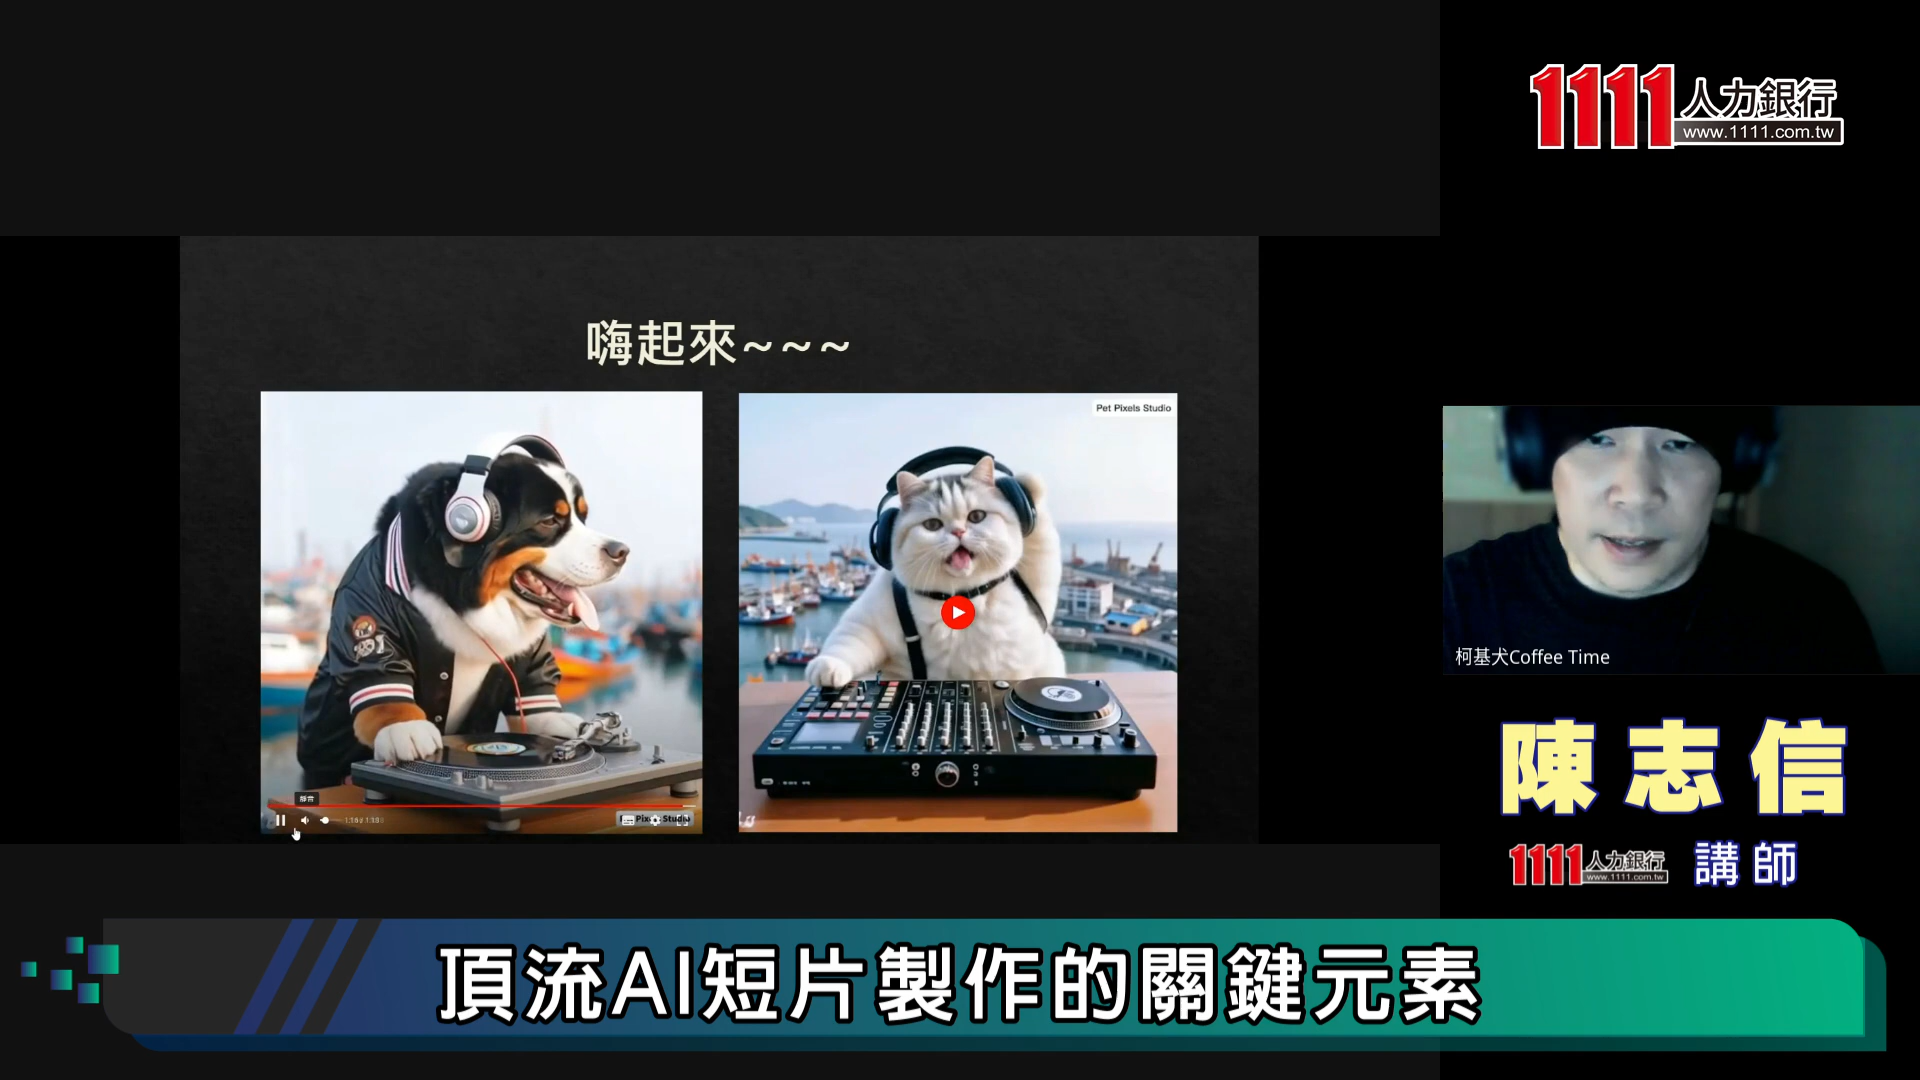 1111人力銀行
www.1111.com.tw
嗨起來~~~
Pet Pixels Studio
靜音
柯基犬Coffee Time
陳志信
1111人力銀行
www.1111.com.tw
講師
頂流AI短片製作的關鍵元素